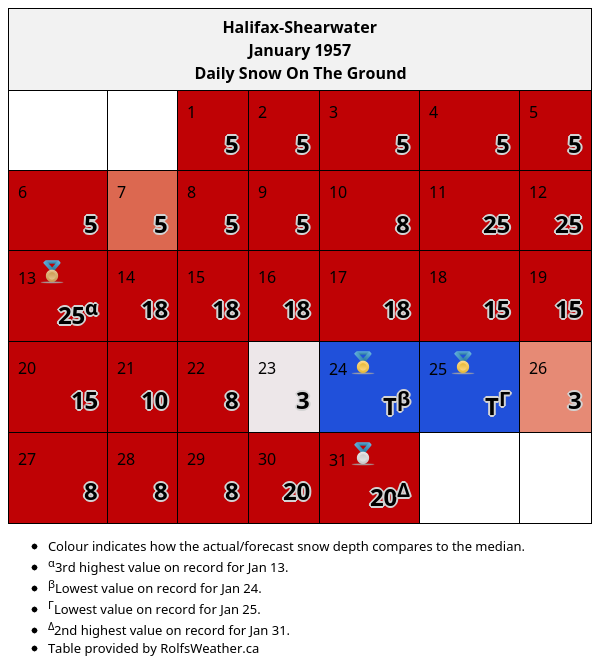 Halifax-Shearwater
January 1957
Daily Snow On The Ground
1 2 3 4 5
5 5 5 5 5
6 7 8 9 10 11 12
5 5 5 5 8 25 25
13 14 15 16 17 18 19
25α 18 18 18 18 15 15
20 21 22 23 24 25 26
15 10 8 3 Tβ TΓ 3
27 28 29 30 31
8 8 8 20 20Δ
• Colour indicates how the actual/forecast snow depth compares to the median.
• α3rd highest value on record for Jan 13.
• βLowest value on record for Jan 24.
• ΓLowest value on record for Jan 25.
• Δ2nd highest value on record for Jan 31.
• Table provided by RolfsWeather.ca